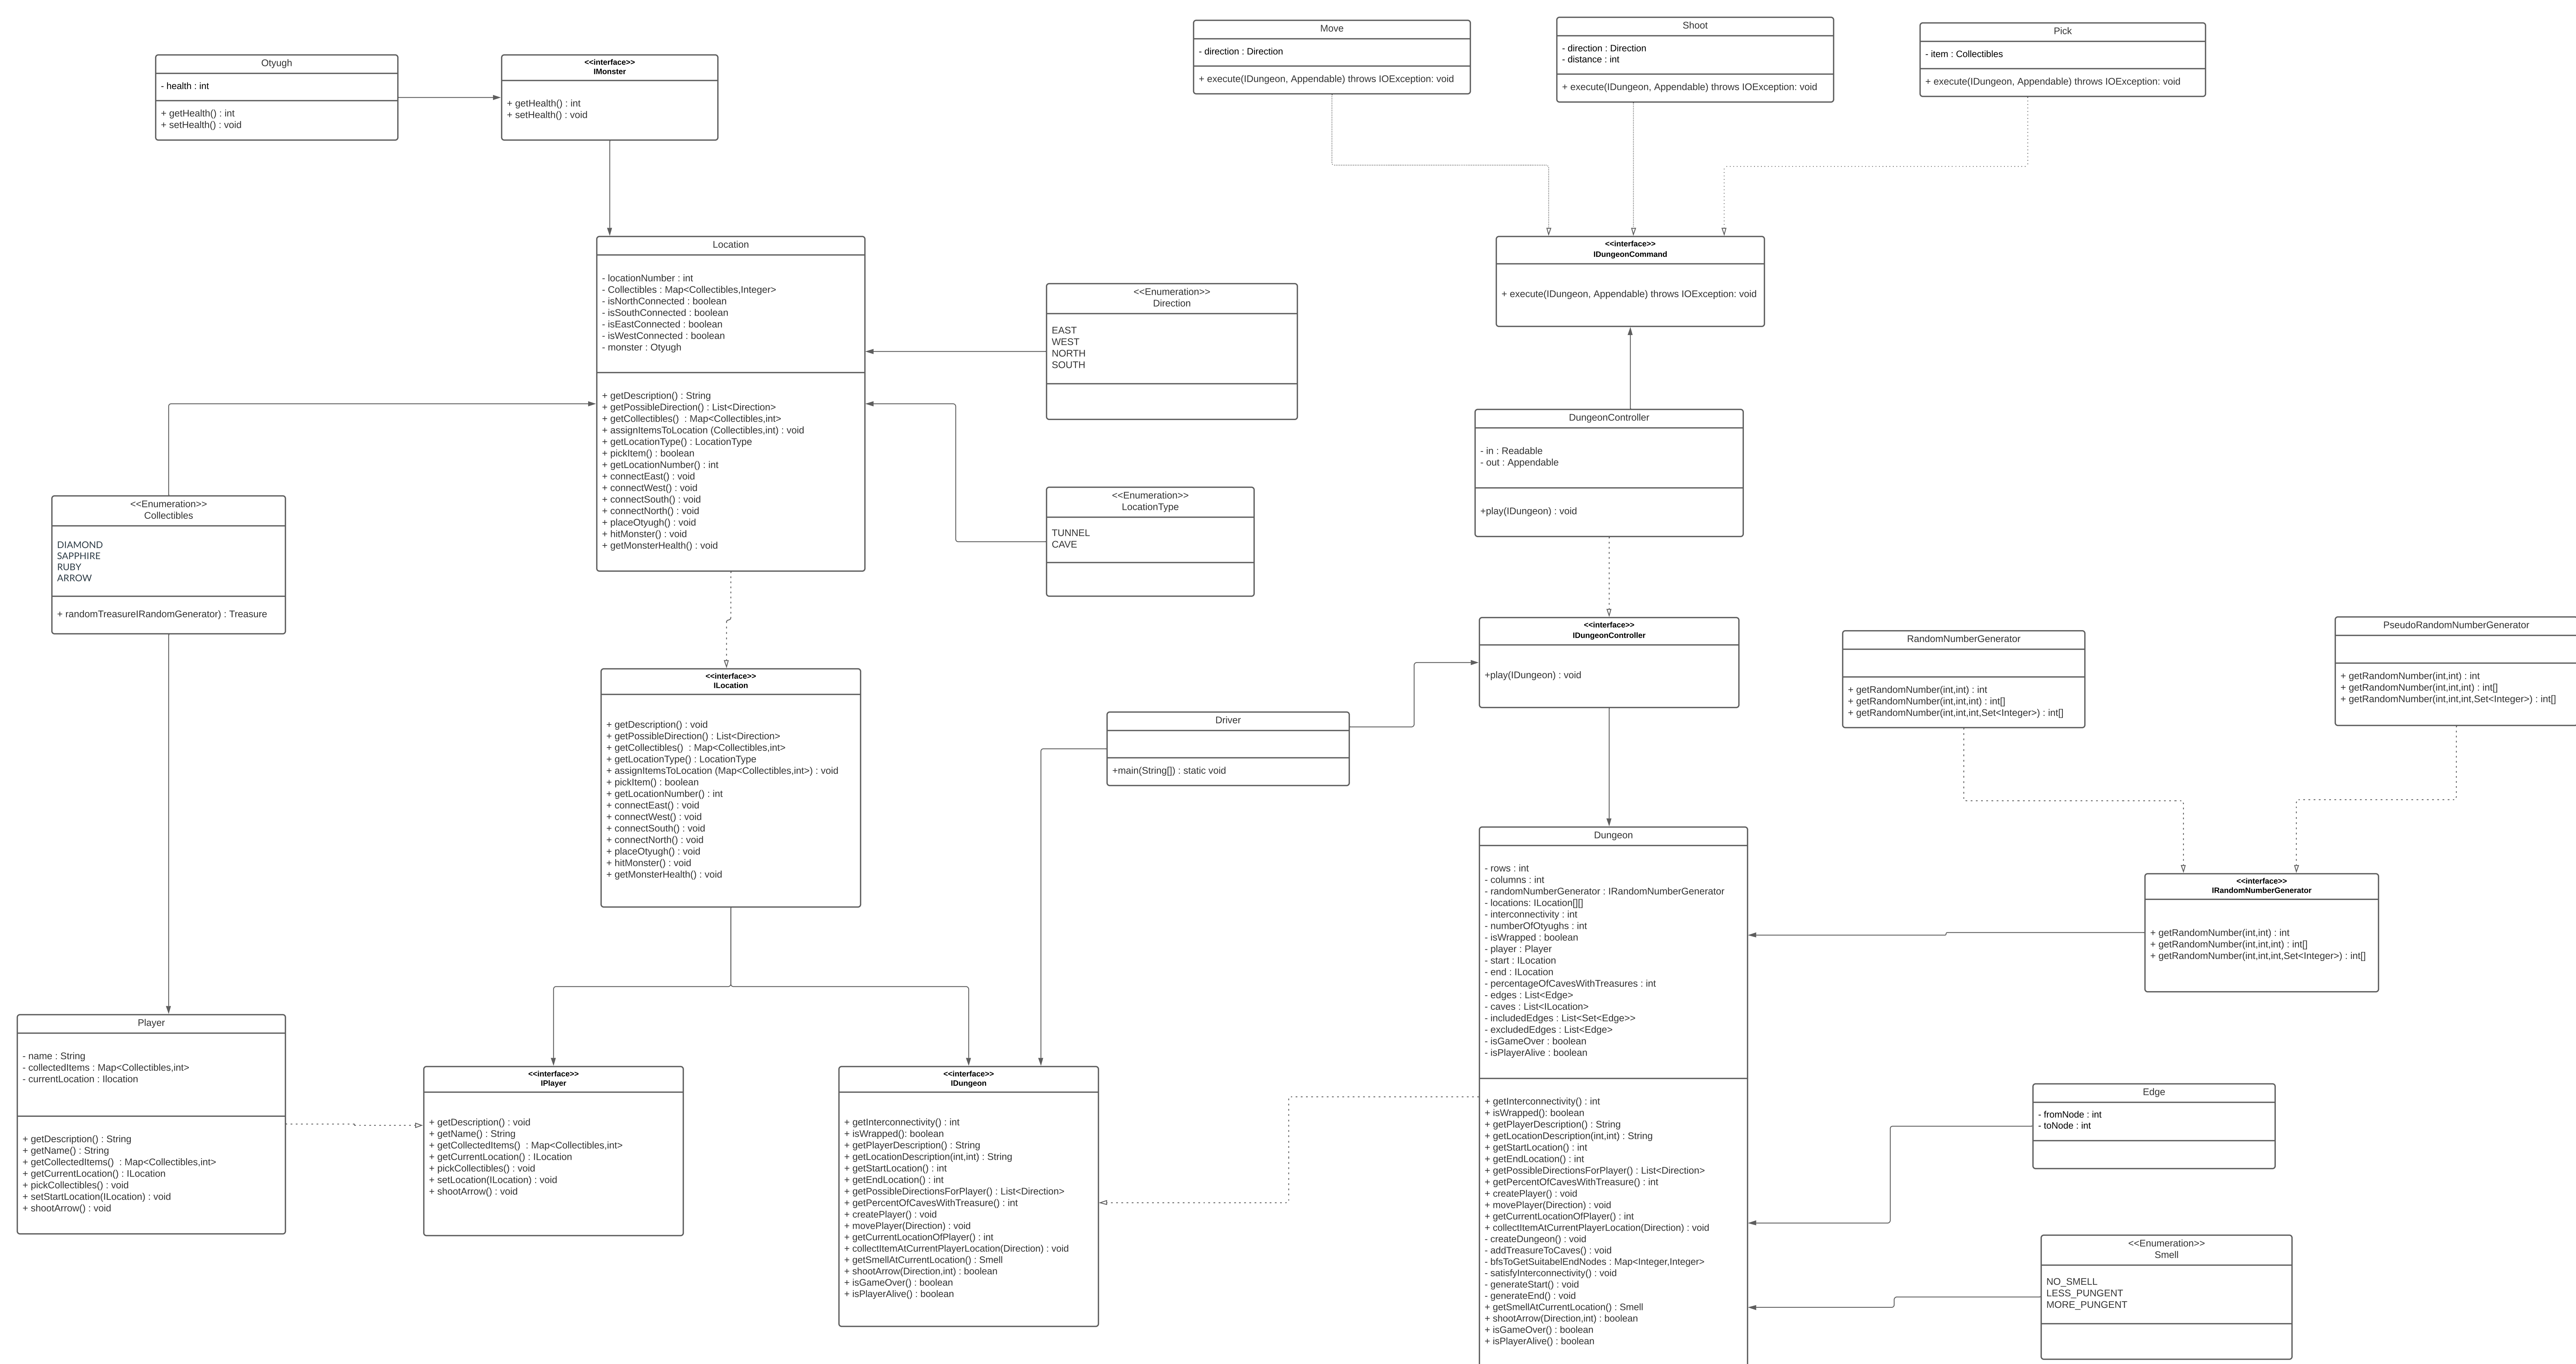 Otyugh
- health : int
+ getHealth() : int
+ setHealth() : void
<<interface>>
IMonster
+ getHealth() : int
+ setHealth() : void
Move
- direction : Direction
+ execute(IDungeon, Appendable) throws IOException: void
Shoot
- direction : Direction
- distance : int
+ execute(IDungeon, Appendable) throws IOException: void
Pick
- item : Collectibles
+ execute(IDungeon, Appendable) throws IOException: void
Location
- locationNumber : int
- Collectibles : Map<Collectibles,Integer>
- isNorthConnected : boolean
- isSouthConnected : boolean
- isEastConnected : boolean
- isWestConnected : boolean
- monster : Otyugh
+ getDescription() : String
+ getPossibleDirection() : List<Direction>
+ getCollectibles()  : Map<Collectibles,int>
+ assignItemsToLocation (Collectibles,int) : void
+ getLocationType() : LocationType
+ pickItem() : boolean
+ getLocationNumber() : int
+ connectEast() : void
+ connectWest() : void
+ connectSouth() : void
+ connectNorth() : void
+ placeOtyugh() : void
+ hitMonster() : void
+ getMonsterHealth() : void
<<Enumeration>>
Direction
EAST
WEST
NORTH
SOUTH
<<interface>>
IDungeonCommand
+ execute(IDungeon, Appendable) throws IOException: void
<<Enumeration>>
LocationType
TUNNEL
CAVE
DungeonController
- in : Readable
- out : Appendable
+play(IDungeon) : void
<<Enumeration>>
Collectibles
DIAMOND
SAPPHIRE
RUBY
ARROW
+ randomTreasureIRandomGenerator) : Treasure
<<interface>>
IDungeonController
+play(IDungeon) : void
RandomNumberGenerator
+ getRandomNumber(int,int) : int
+ getRandomNumber(int,int,int) : int[]
+ getRandomNumber(int,int,int,Set<Integer>) : int[]
PseudoRandomNumberGenerator
+ getRandomNumber(int,int) : int
+ getRandomNumber(int,int,int) : int[]
+ getRandomNumber(int,int,int,Set<Integer>) : int[]
<<interface>>
ILocation
+ getDescription() : void
+ getPossibleDirection() : List<Direction>
+ getCollectibles()  : Map<Collectibles,int>
+ getLocationType() : LocationType
+ assignItemsToLocation (Map<Collectibles,int>) : void
+ pickItem() : boolean
+ getLocationNumber() : int
+ connectEast() : void
+ connectWest() : void
+ connectSouth() : void
+ connectNorth() : void
+ placeOtyugh() : void
+ hitMonster() : void
+ getMonsterHealth() : void
Driver
+main(String[]) : static void
Dungeon
- rows : int
- columns : int
- randomNumberGenerator : IRandomNumberGenerator
- locations: ILocation[][]
- interconnectivity : int
- numberOfOtyughs : int
- isWrapped : boolean
- player : Player
- start : ILocation
- end : ILocation
- percentageOfCavesWithTreasures : int
- edges : List<Edge>
- caves : List<ILocation>
- includedEdges : List<Set<Edge>>
- excludedEdges : List<Edge>
- isGameOver : boolean
- isPlayerAlive : boolean
+ getInterconnectivity() : int
+ isWrapped(): boolean
+ getPlayerDescription() : String
+ getLocationDescription(int,int) : String
+ getStartLocation() : int
+ getEndLocation() : int
+ getPossibleDirectionsForPlayer() : List<Direction>
+ getPercentOfCavesWithTreasure() : int
+ createPlayer() : void
+ movePlayer(Direction) : void
+ getCurrentLocationOfPlayer() : int
+ collectItemAtCurrentPlayerLocation(Direction) : void
- createDungeon() : void
- addTreasureToCaves() : void
- bfsToGetSuitabelEndNodes : Map<Integer,Integer>
- satisfyInterconnectivity() : void
- generateStart() : void
- generateEnd() : void
+ getSmellAtCurrentLocation() : Smell
+ shootArrow(Direction,int) : boolean
+ isGameOver() : boolean
+ isPlayerAlive() : boolean
<<interface>>
IRandomNumberGenerator
+ getRandomNumber(int,int) : int
+ getRandomNumber(int,int,int) : int[]
+ getRandomNumber(int,int,int,Set<Integer>) : int[]
Player
- name : String
- collectedItems : Map<Collectibles,int>
- currentLocation : Ilocation
+ getDescription() : String
+ getName() : String
+ getCollectedItems()  : Map<Collectibles,int>
+ getCurrentLocation() : ILocation
+ pickCollectibles() : void
+ setStartLocation(ILocation) : void
+ shootArrow() : void
<<interface>>
IPlayer
+ getDescription() : void
+ getName() : String
+ getCollectedItems()  : Map<Collectibles,int>
+ getCurrentLocation() : ILocation
+ pickCollectibles() : void
+ setLocation(ILocation) : void
+ shootArrow() : void
<<interface>>
IDungeon
+ getInterconnectivity() : int
+ isWrapped(): boolean
+ getPlayerDescription() : String
+ getLocationDescription(int,int) : String
+ getStartLocation() : int
+ getEndLocation() : int
+ getPossibleDirectionsForPlayer() : List<Direction>
+ getPercentOfCavesWithTreasure() : int
+ createPlayer() : void
+ movePlayer(Direction) : void
+ getCurrentLocationOfPlayer() : int
+ collectItemAtCurrentPlayerLocation(Direction) : void
+ getSmellAtCurrentLocation() : Smell
+ shootArrow(Direction,int) : boolean
+ isGameOver() : boolean
+ isPlayerAlive() : boolean
Edge
- fromNode : int
- toNode : int
<<Enumeration>>
Smell
NO_SMELL
LESS_PUNGENT
MORE_PUNGENT